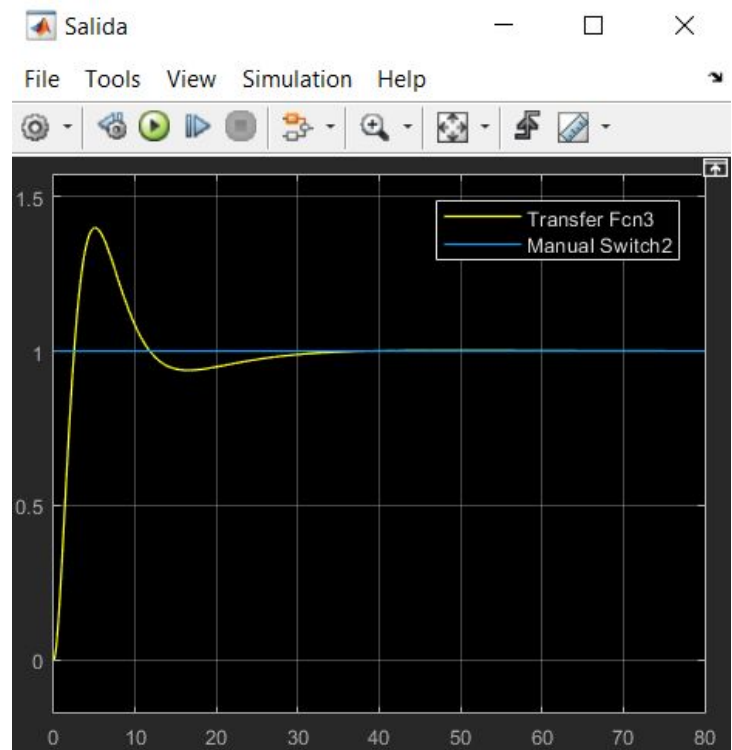 Salida
File Tools View Simulation Help
Transfer Fcn3
Manual Switch2
1.5
1
0.5
0
0 10 20 30 40 50 60 70 80